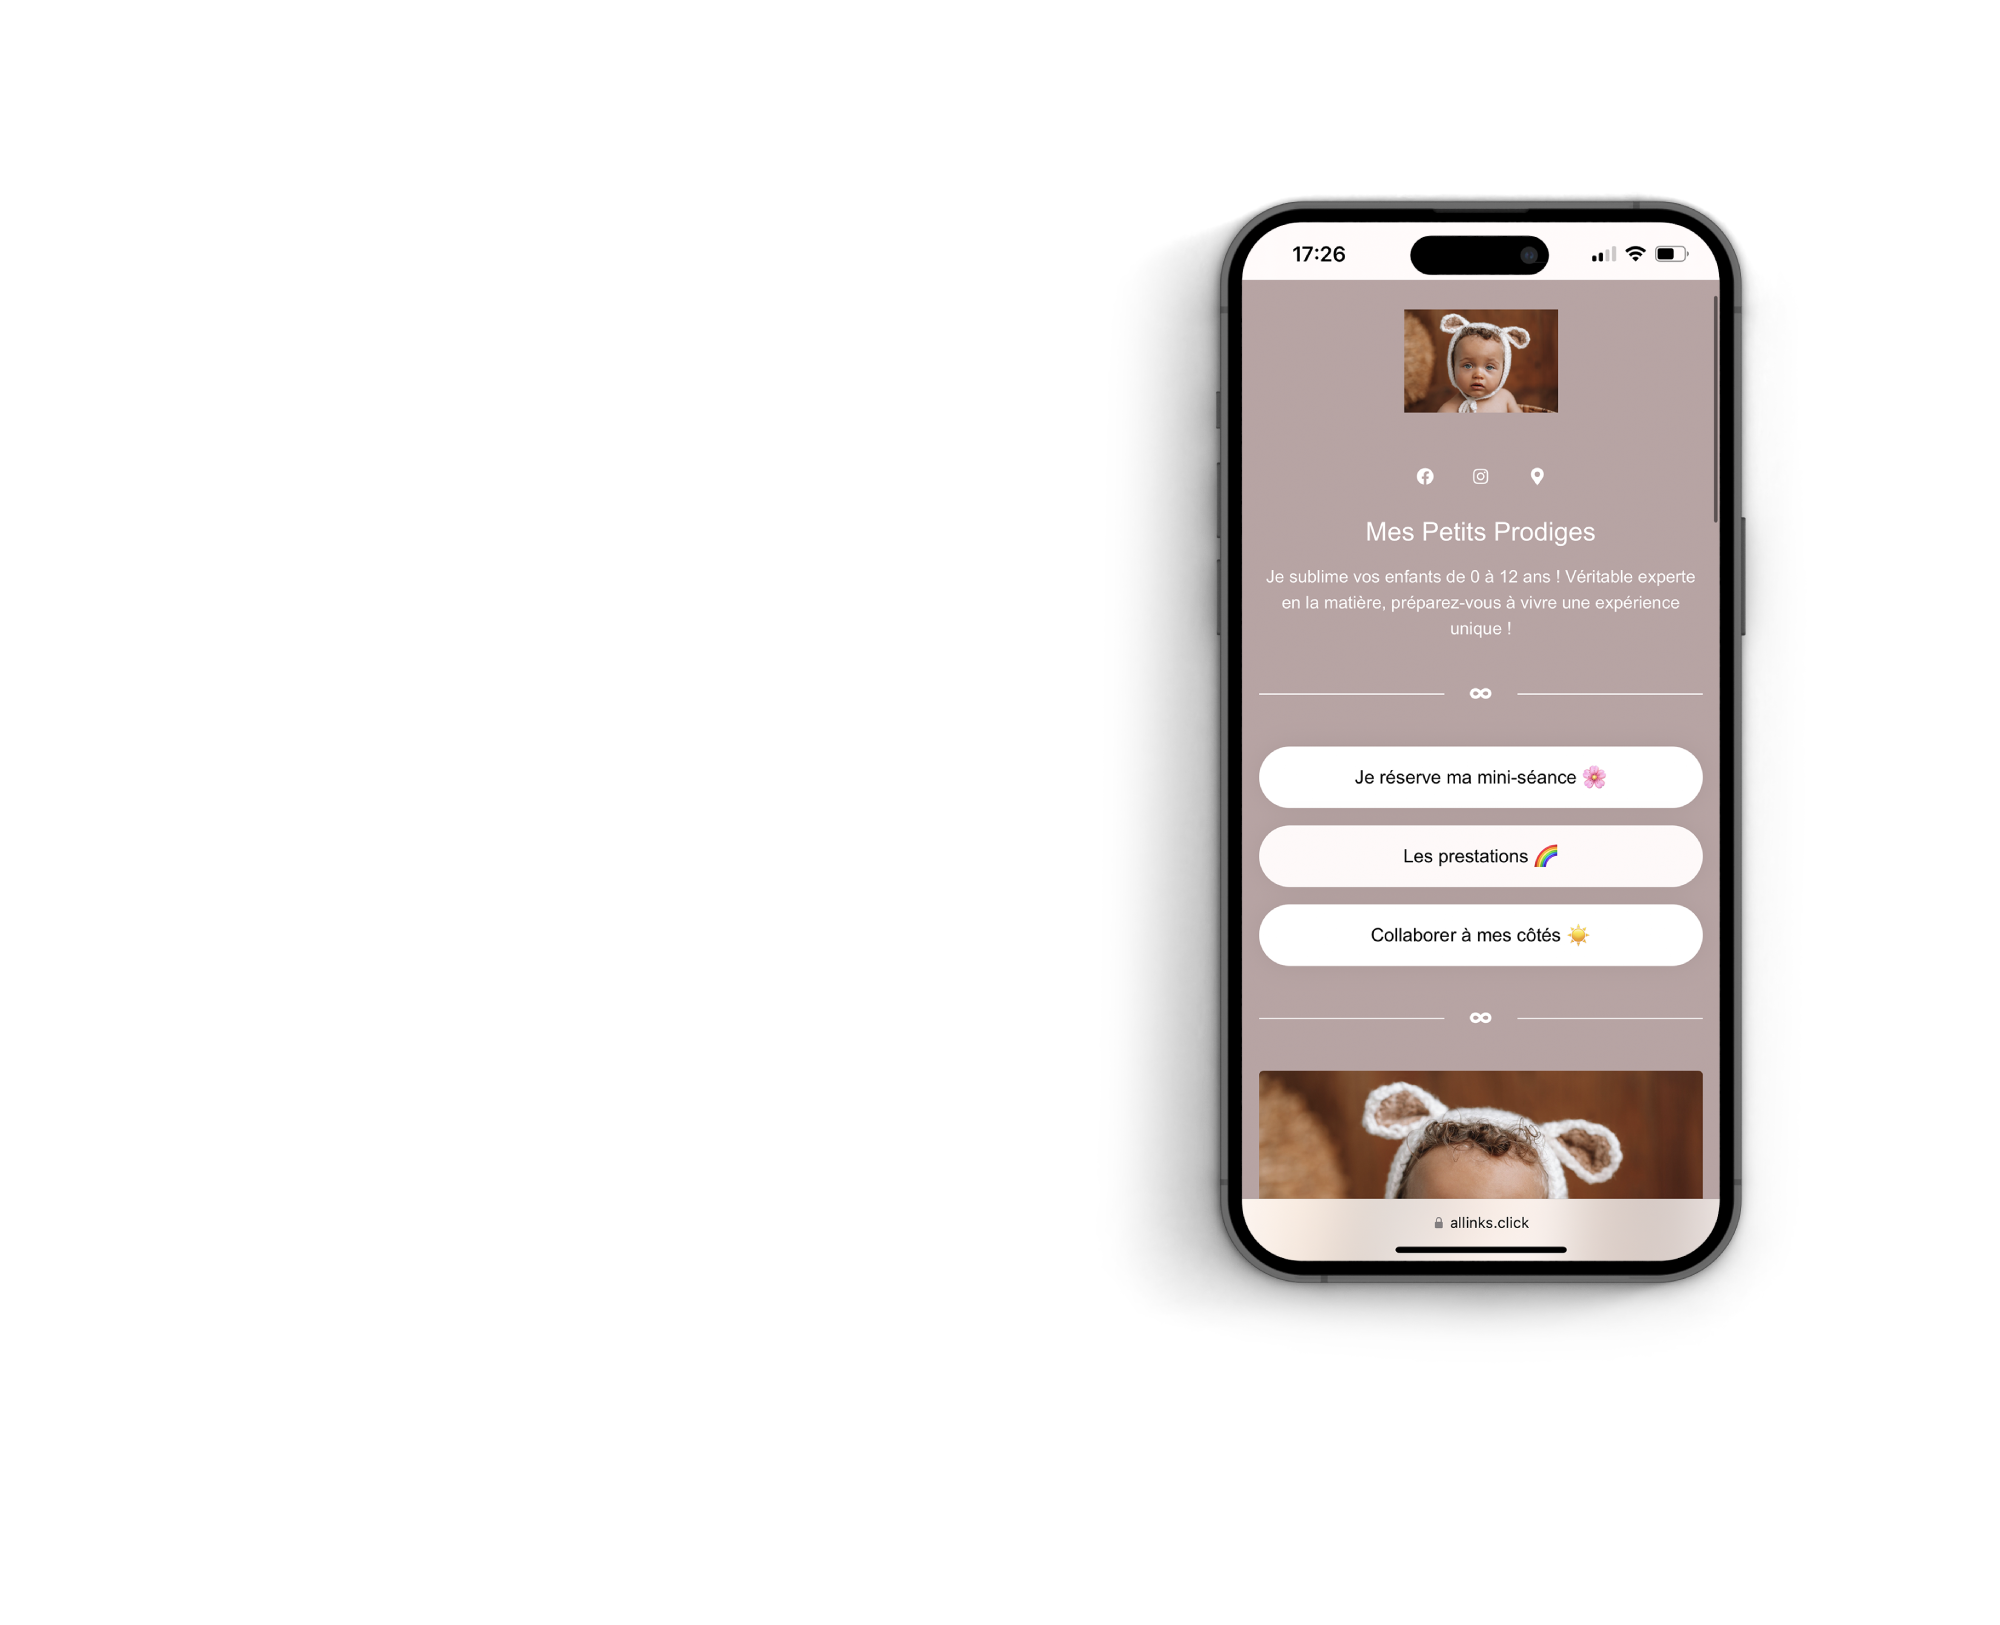 17:26
Mes Petits Prodiges
Je sublime vos enfants de 0 à 12 ans ! Véritable experte
en la matière, préparez-vous à vivre une expérience
unique !
Je réserve ma mini-séance 🌸
Les prestations 🌈
Collaborer à mes côtés ☀️
allinks.click